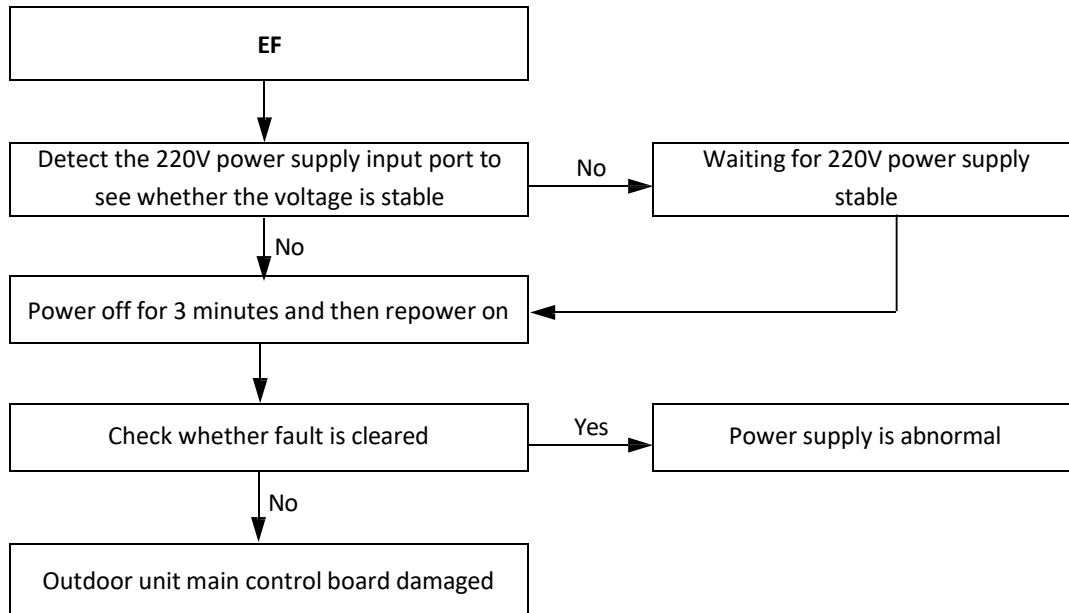 EF
Detect the 220V power supply input port to
see whether the voltage is stable
No
Waiting for 220V power supply
stable
No
Power off for 3 minutes and then repower on
Check whether fault is cleared
Yes
Power supply is abnormal
No
Outdoor unit main control board damaged